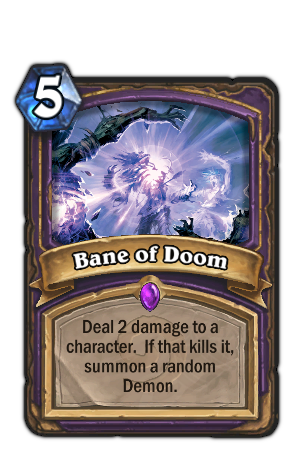 5
Bane of Doom
Deal 2 damage to a
character. If that kills it,
summon a random
Demon.